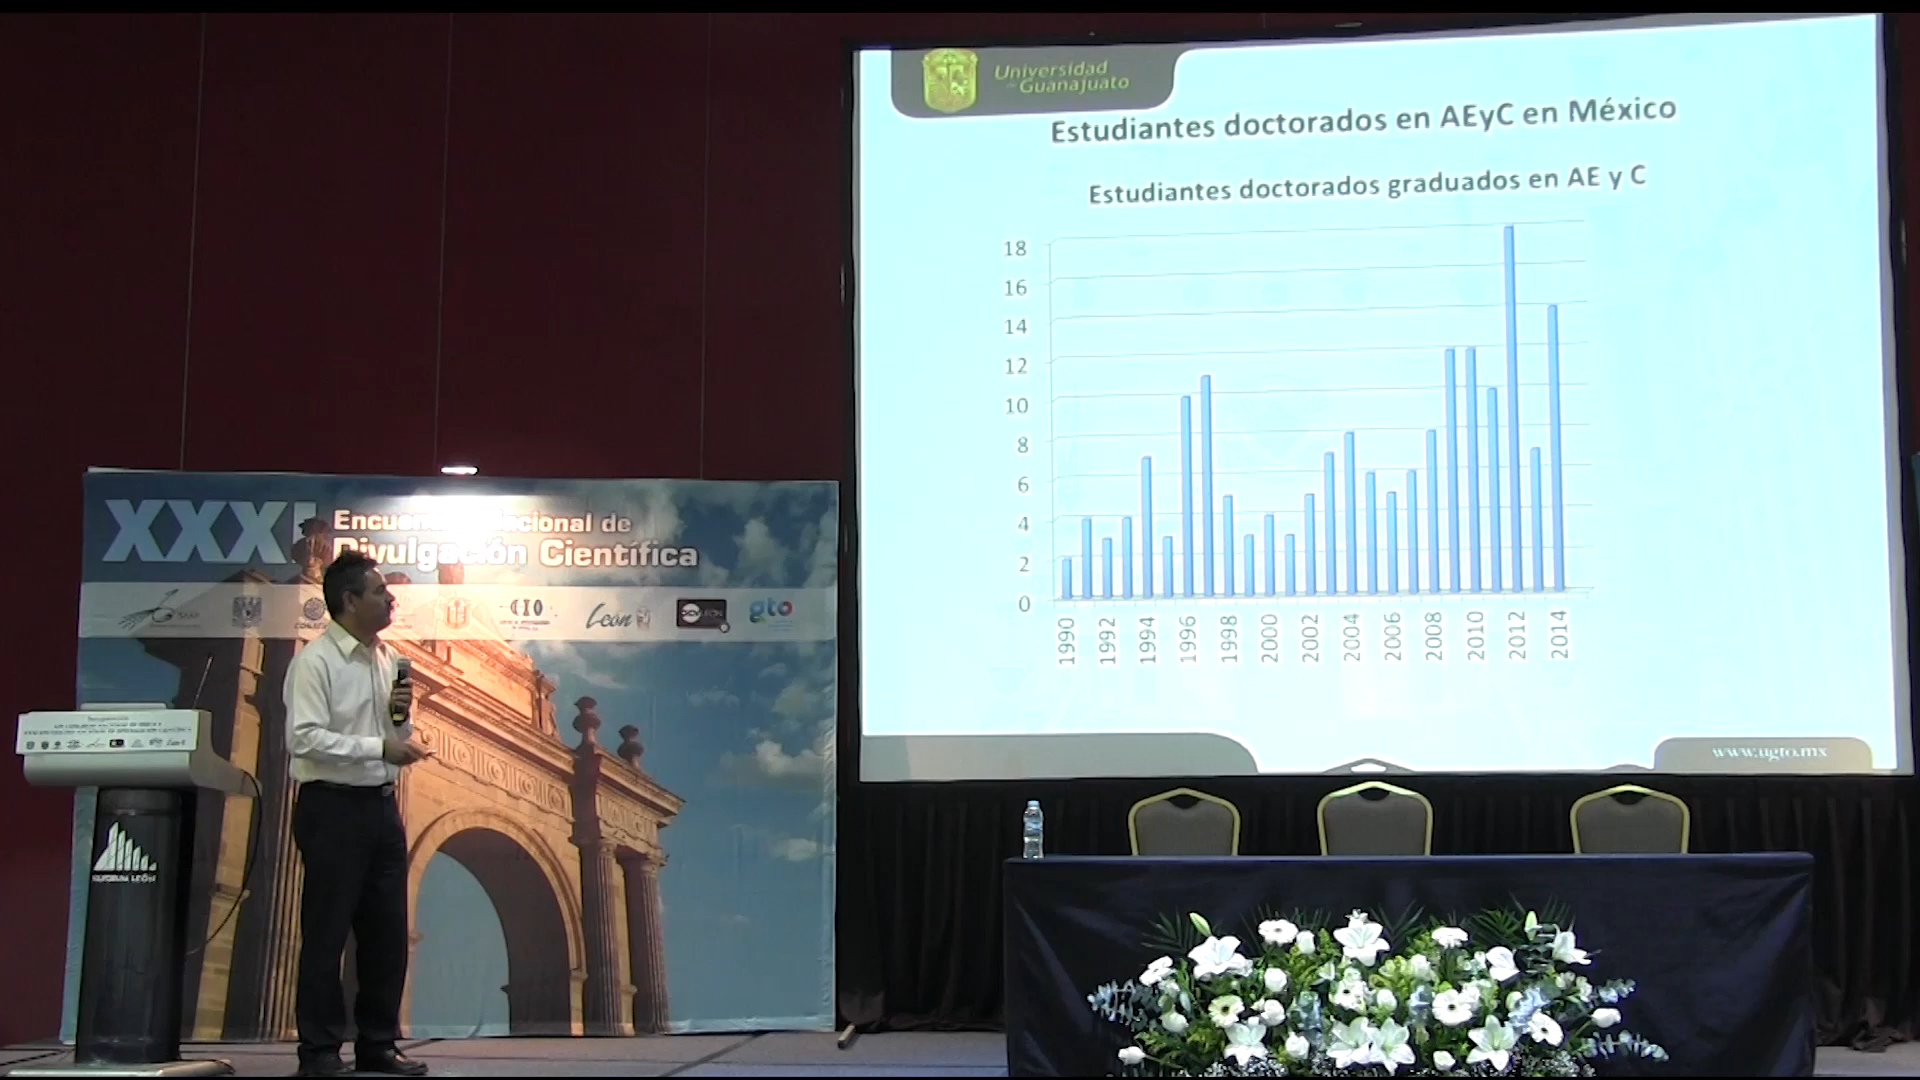 Universidad
de Guanajuato
Estudiantes doctorados en AEyC en México
Estudiantes doctorados graduados en AE y C
18
16
14
12
10
8
6
4
2
0
1990
1992
1994
1996
1998
2000
2002
2004
2006
2008
2010
2012
2014
www.ugto.mx
XXXI
Nacional de
Divulgación Científica
CIO
León
gto